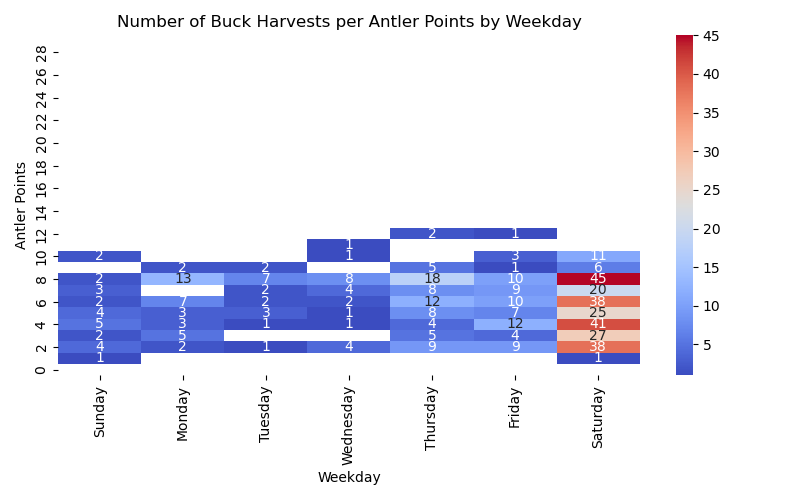 Number of Buck Harvests per Antler Points by Weekday
45
28
26
40
24
22
35
20
18
30
16
25
14
Antler Points
12 2 1
1
10 2 1 3 11
20
2 2 5 1 6
8 2 13 7 8 18 10 45
15
3 2 4 8 9 20
6 2 7 2 2 12 10 38
4 3 3 1 8 7 25
10
4 5 3 1 1 4 12 41
2 5 5 4 27
2 4 2 1 4 9 9 38
5
1 1
0
Sunday Monday Tuesday Wednesday Thursday Friday Saturday
Weekday